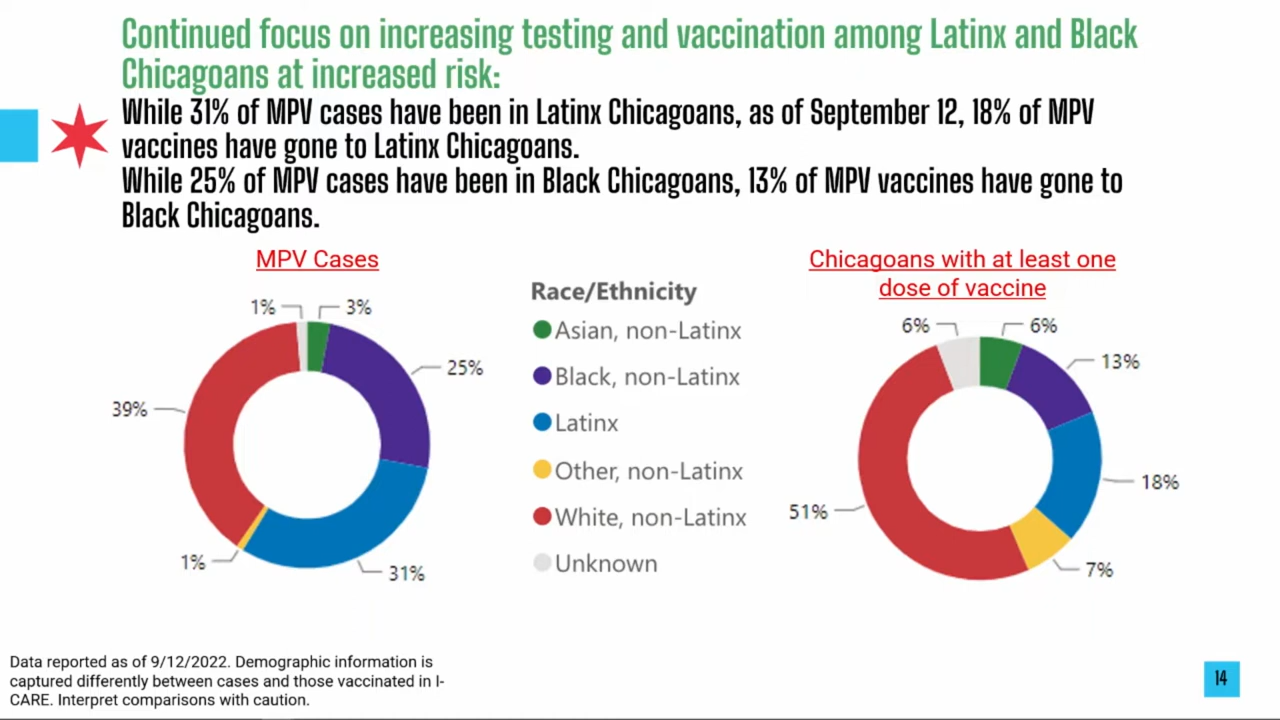 Continued focus on increasing testing and vaccination among Latinx and Black
Chicagoans at increased risk:
While 31% of MPV cases have been in Latinx Chicagoans, as of September 12, 18% of MPV
vaccines have gone to Latinx Chicagoans.
While 25% of MPV cases have been in Black Chicagoans, 13% of MPV vaccines have gone to
Black Chicagoans.
MPV Cases
1%
3%
25%
39%
1%
31%
Race/Ethnicity
Asian, non-Latinx
Black, non-Latinx
Latinx
Other, non-Latinx
White, non-Latinx
Unknown
Chicagoans with at least one
dose of vaccine
6%
6%
13%
18%
51%
7%
Data reported as of 9/12/2022. Demographic information is
captured differently between cases and those vaccinated in I-
CARE. Interpret comparisons with caution.
14